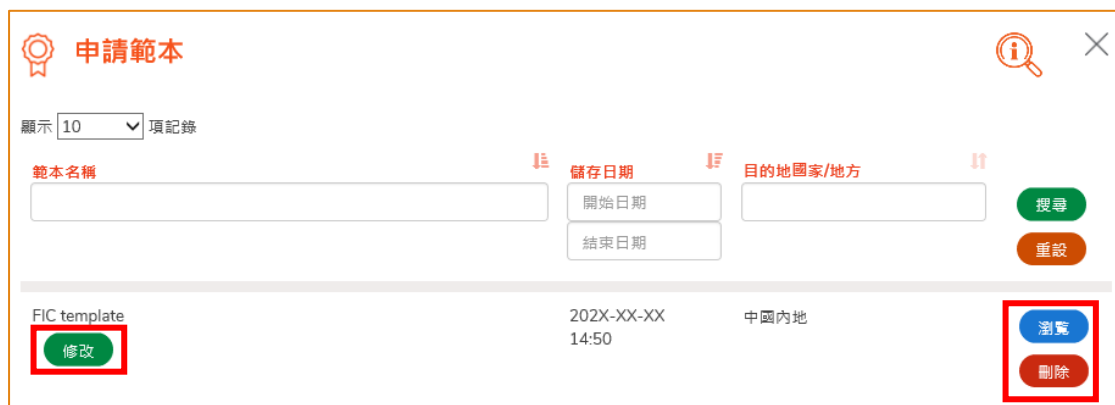 申請範本
顯示 10 項記錄
範本名稱 儲存日期 目的地國家/地方
開始日期
搜尋
結束日期
重設
FIC template 202X-XX-XX 中國內地
14:50
瀏覽
修改
刪除